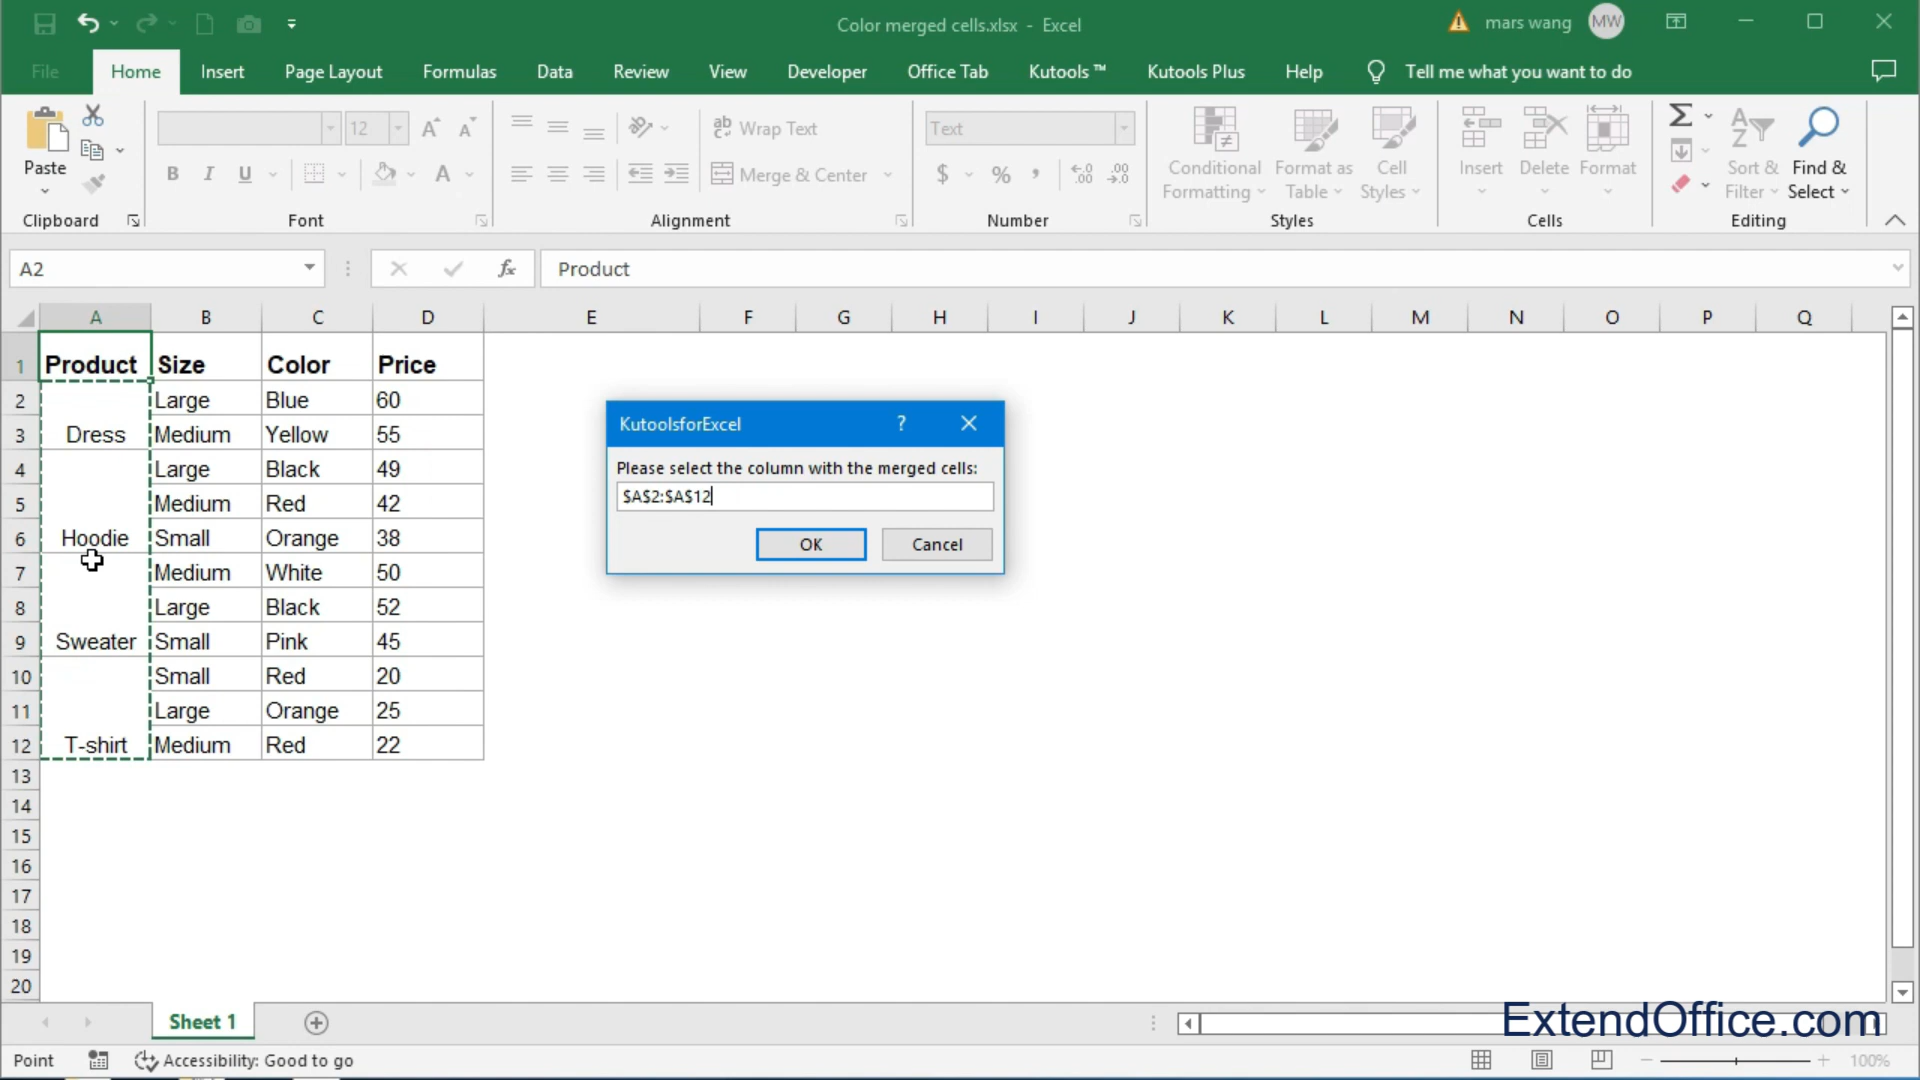 Color merged cells.xlsx - Excel
mars wang
MW
File Home Insert Page Layout Formulas Data Review View Developer Office Tab Kutools ™ Kutools Plus Help Tell me what you want to do
Paste
Clipboard
12
A A
B I U A
Font
ab Wrap Text
Merge & Center
Alignment
Text
$ % ,
Number
Conditional Formatting
Format as Table
Cell Styles
Styles
Insert Delete Format
Cells
Sort & Filter
Find & Select
Editing
A2 fx Product
A B C D E F G H I J K L M N O P Q
1 Product Size Color Price
2 Large Blue 60
3 Dress Medium Yellow 55
4 Large Black 49
5 Medium Red 42
6 Hoodie Small Orange 38
7 Medium White 50
8 Large Black 52
9 Sweater Small Pink 45
10 Small Red 20
11 Large Orange 25
12 T-shirt Medium Red 22
13
14
15
16
17
18
19
20
KutoolsforExcel ?
Please select the column with the merged cells:
$A$2:$A$12
OK Cancel
Sheet 1
ExtendOffice.com
Point Accessibility: Good to go 100%